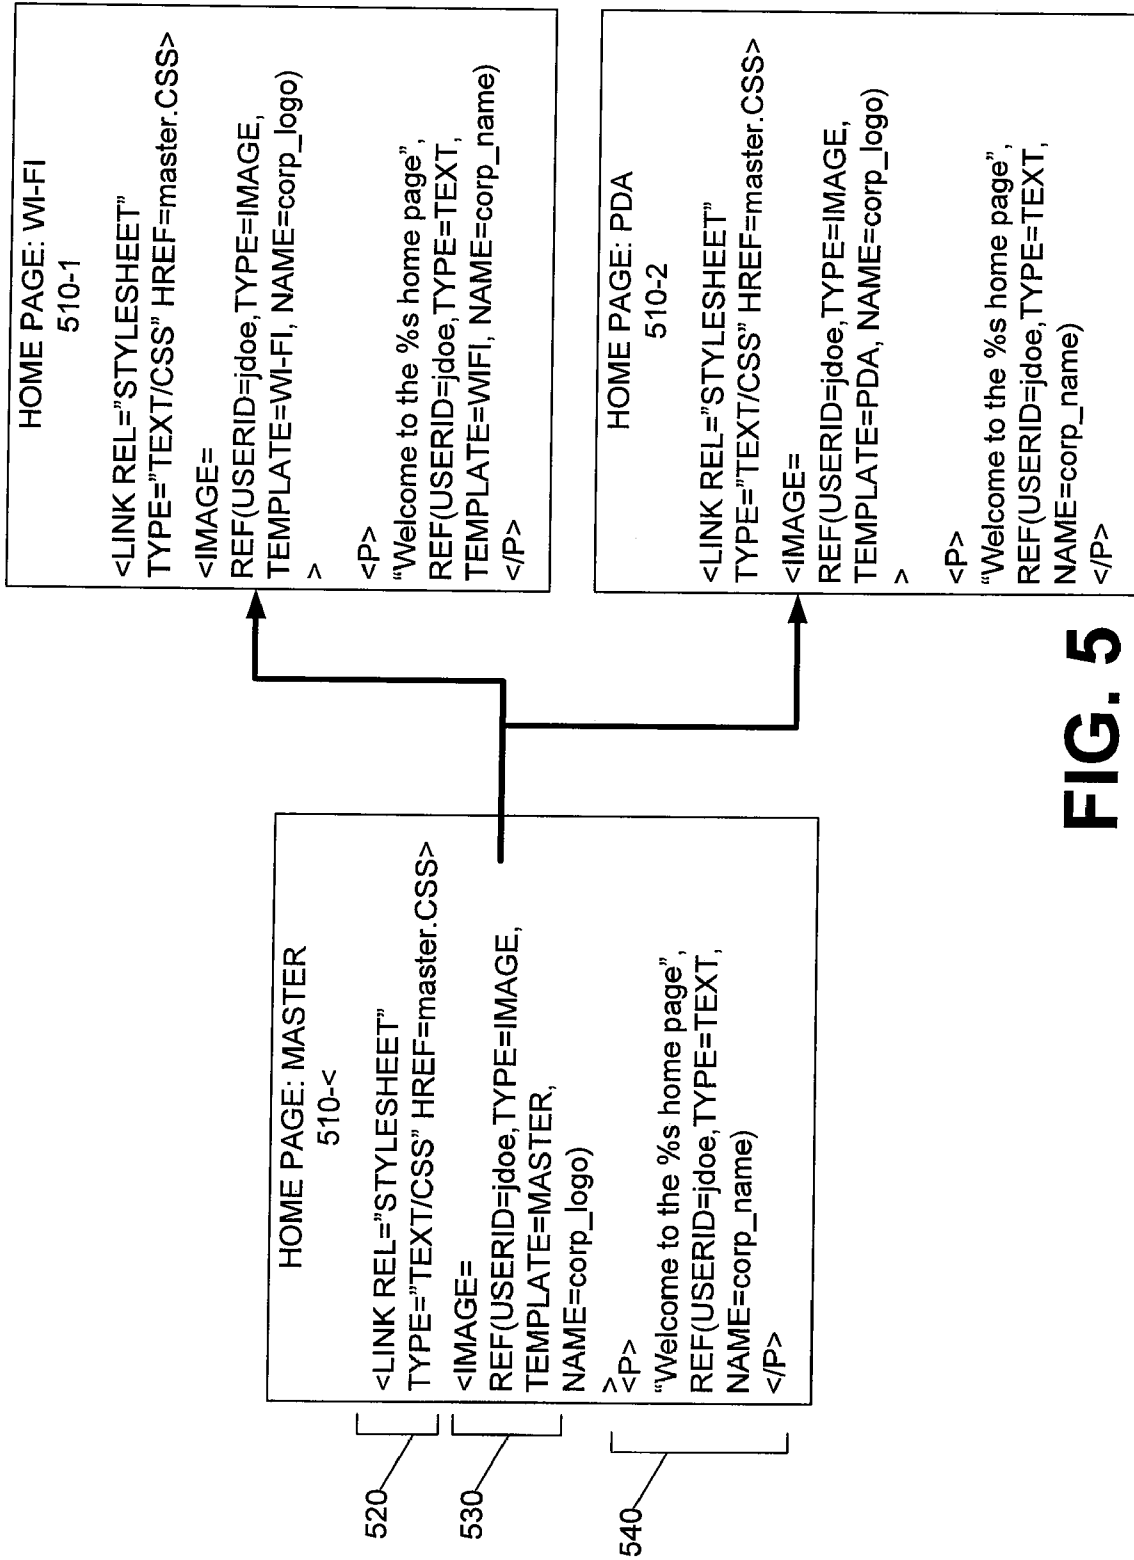 HOME PAGE: MASTER
510-<
<LINK REL="STYLESHEET"
TYPE="TEXT/CSS" HREF=master.CSS>
<IMAGE=
REF(USERID=jdoe,TYPE=IMAGE,
TEMPLATE=MASTER,
NAME=corp_logo)
>
<P>
"Welcome to the %s home page",
REF(USERID=jdoe,TYPE=TEXT,
NAME=corp_name)
</P>
520
530
540
HOME PAGE: WI-FI
510-1
<LINK REL="STYLESHEET"
TYPE="TEXT/CSS" HREF=master.CSS>
<IMAGE=
REF(USERID=jdoe,TYPE=IMAGE,
TEMPLATE=WI-FI, NAME=corp_logo)
>
<P>
"Welcome to the %s home page",
REF(USERID=jdoe,TYPE=TEXT,
TEMPLATE=WIFI, NAME=corp_name)
</P>
HOME PAGE: PDA
510-2
<LINK REL="STYLESHEET"
TYPE="TEXT/CSS" HREF=master.CSS>
<IMAGE=
REF(USERID=jdoe,TYPE=IMAGE,
TEMPLATE=PDA, NAME=corp_logo)
>
<P>
"Welcome to the %s home page",
REF(USERID=jdoe,TYPE=TEXT,
NAME=corp_name)
</P>
FIG. 5